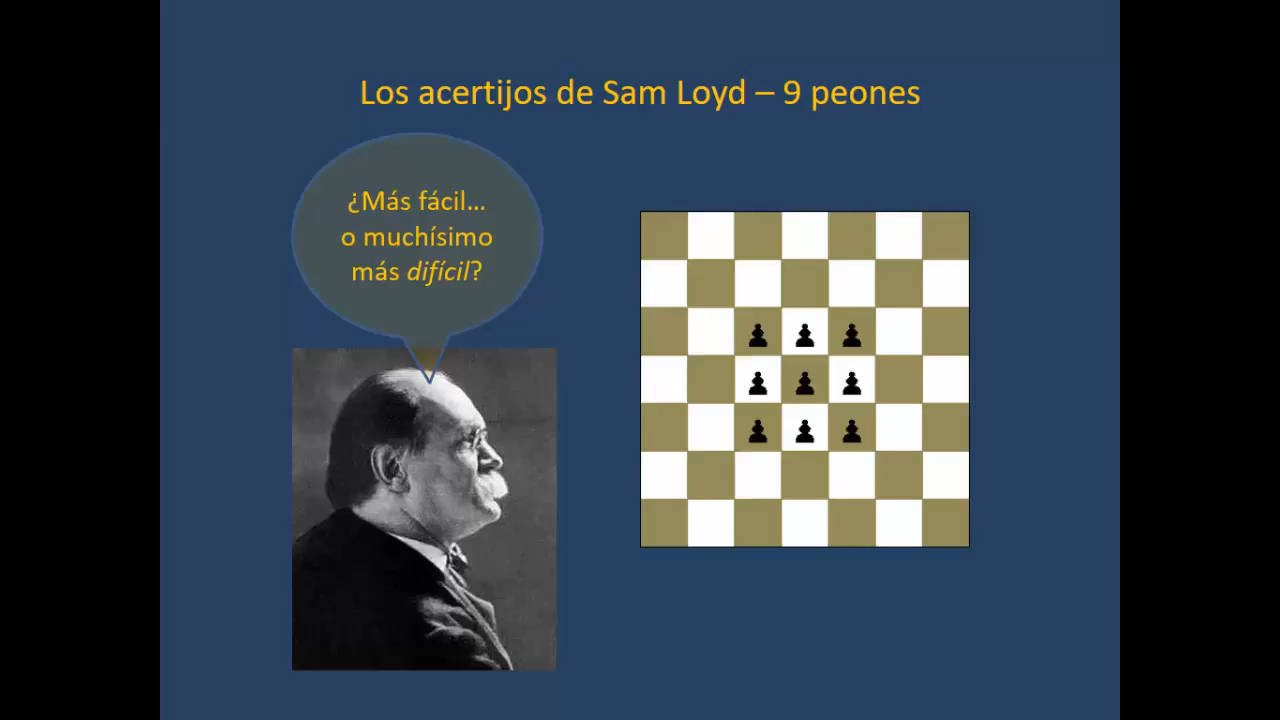 Los acertijos de Sam Loyd – 9 peones
¿Más fácil...
o muchísimo
más difícil?